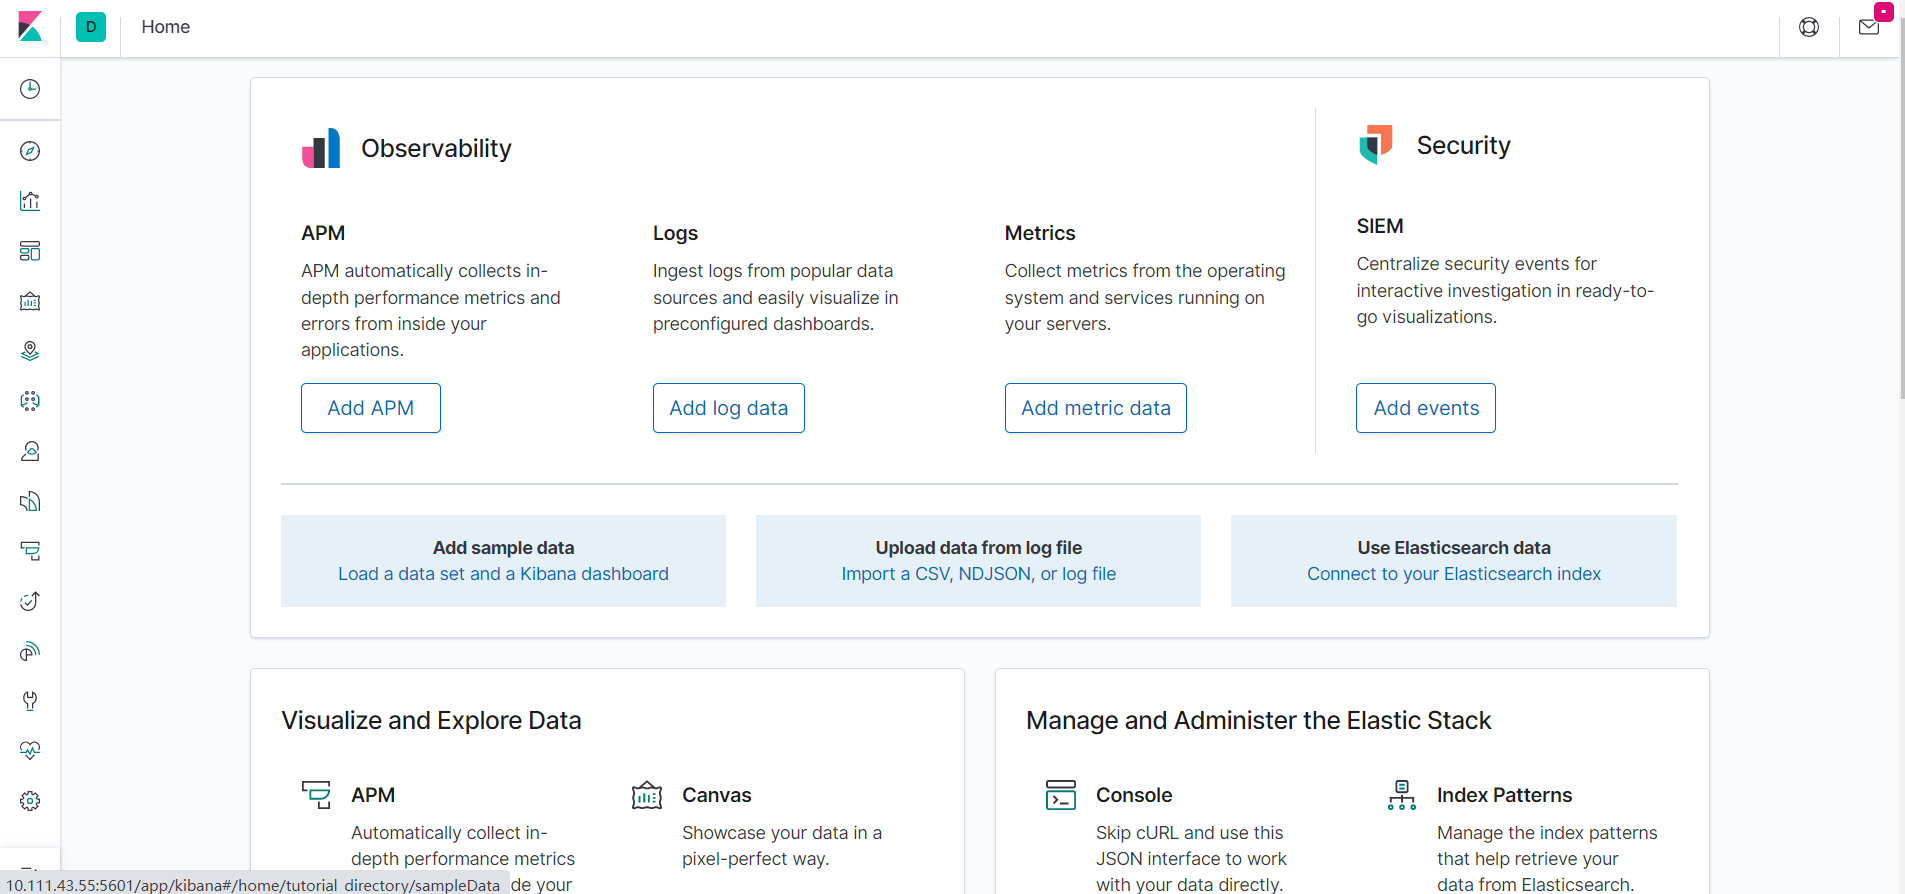 D
Home
Observability
Security
APM
APM automatically collects in-
depth performance metrics and
errors from inside your
applications.
Add APM
Logs
Ingest logs from popular data
sources and easily visualize in
preconfigured dashboards.
Add log data
Metrics
Collect metrics from the operating
system and services running on
your servers.
Add metric data
SIEM
Centralize security events for
interactive investigation in ready-to-
go visualizations.
Add events
Add sample data
Load a data set and a Kibana dashboard
Upload data from log file
Import a CSV, NDJSON, or log file
Use Elasticsearch data
Connect to your Elasticsearch index
Visualize and Explore Data
APM
Automatically collect in-
depth performance metrics
de your
Canvas
Showcase your data in a
pixel-perfect way.
Manage and Administer the Elastic Stack
Console
Skip cURL and use this
JSON interface to work
with your data directly.
Index Patterns
Manage the index patterns
that help retrieve your
data from Elasticsearch.
10.111.43.55:5601/app/kibana#/home/tutorial_directory/sampleData